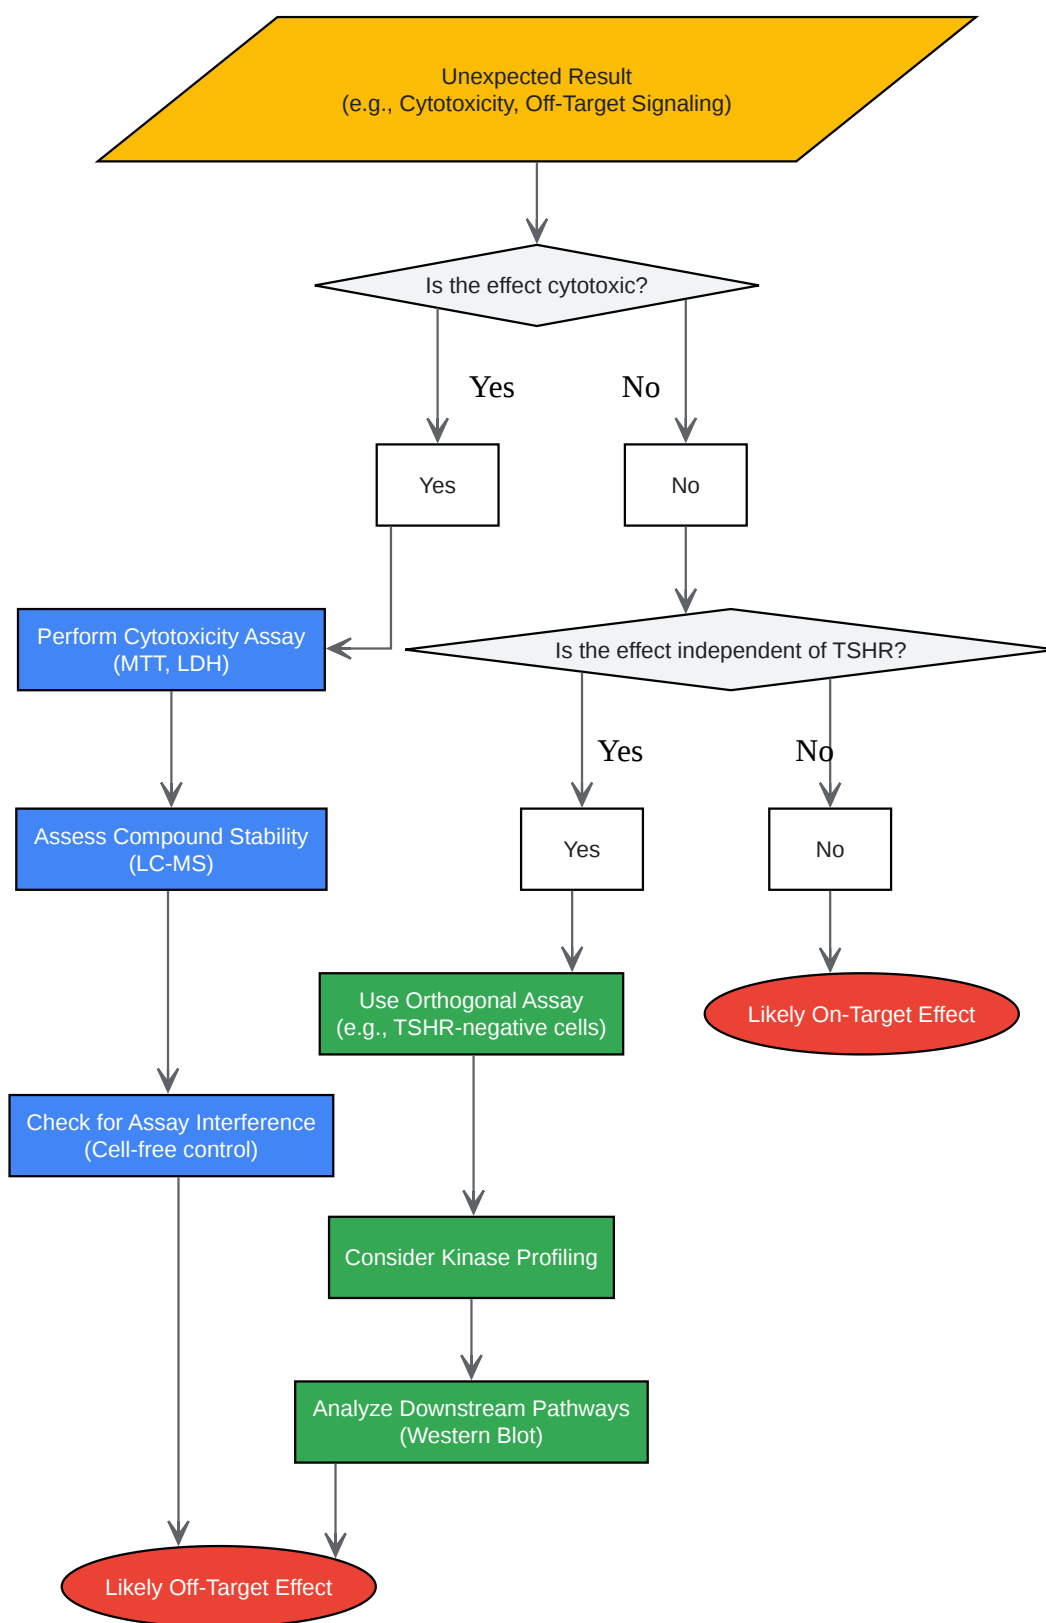 Unexpected Result
(e.g., Cytotoxicity, Off-Target Signaling)
Is the effect cytotoxic?
Yes
No
Yes
No
Perform Cytotoxicity Assay
(MTT, LDH)
Is the effect independent of TSHR?
Yes
No
Assess Compound Stability
(LC-MS)
Yes
No
Use Orthogonal Assay
(e.g., TSHR-negative cells)
Likely On-Target Effect
Check for Assay Interference
(Cell-free control)
Consider Kinase Profiling
Analyze Downstream Pathways
(Western Blot)
Likely Off-Target Effect